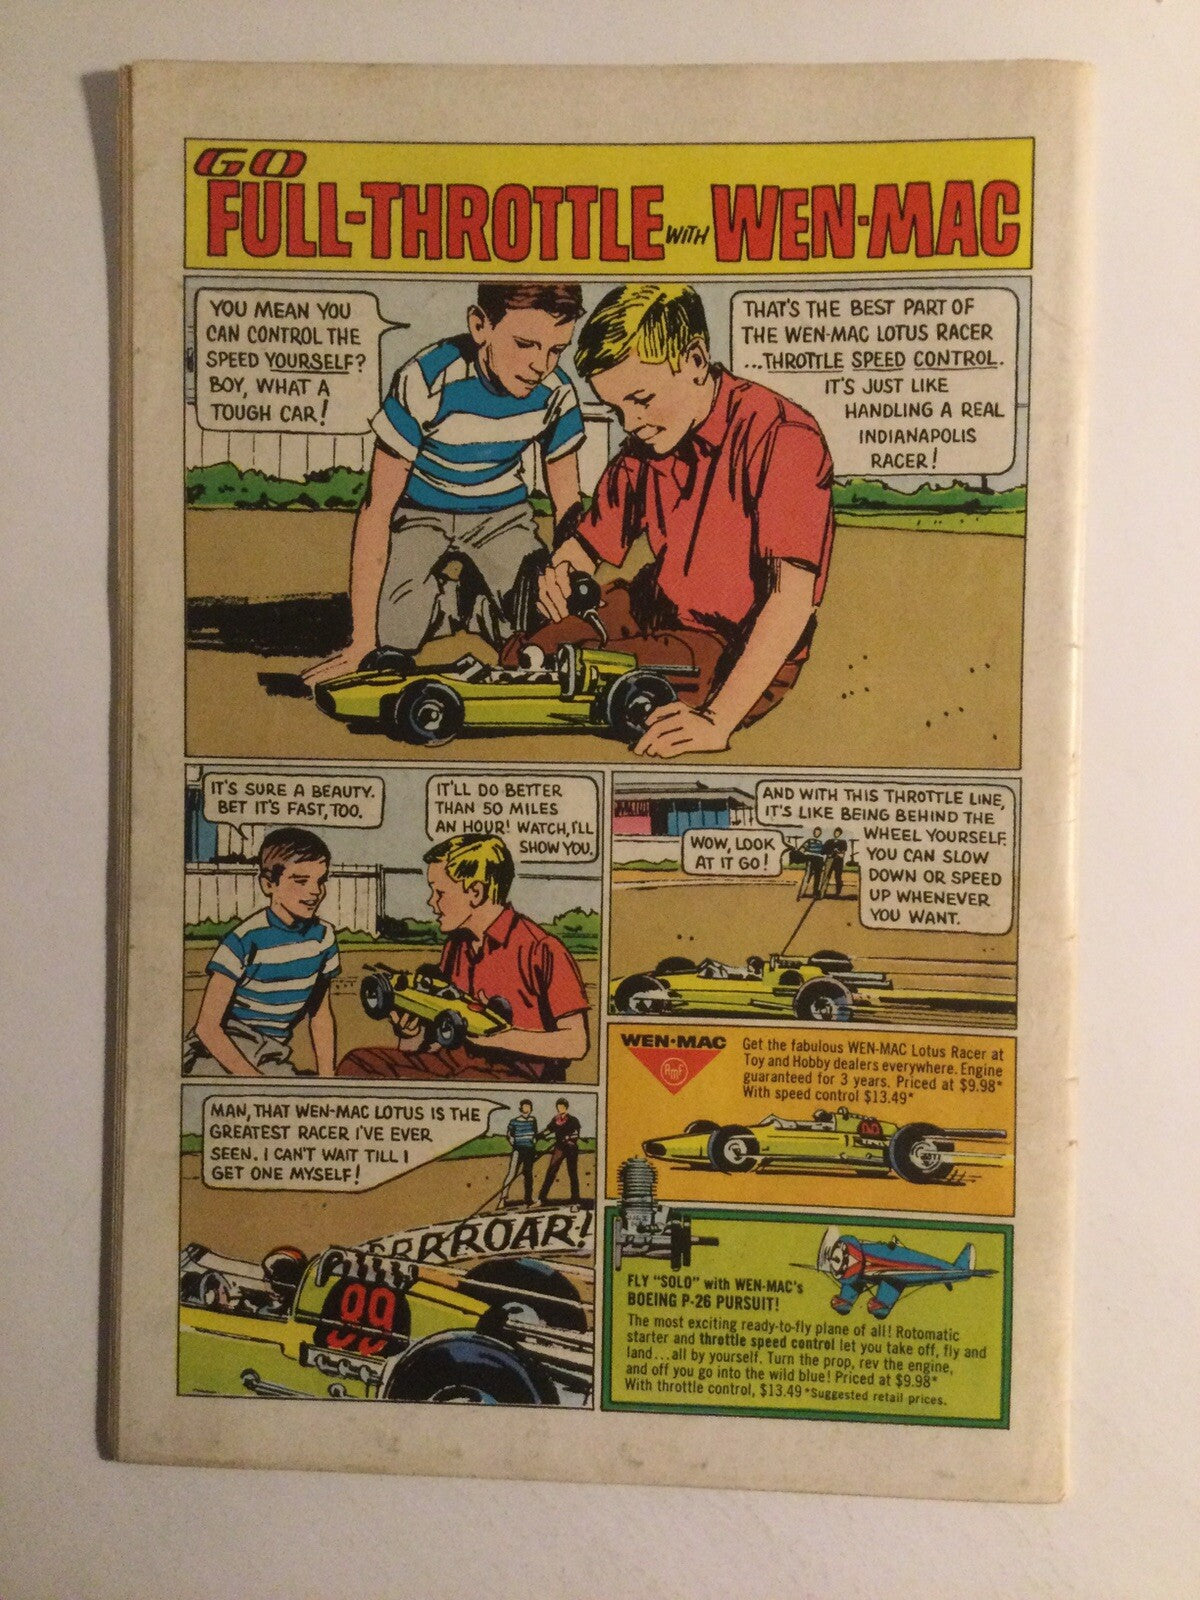 GO
FULL-THROTTLE WITH WEN-MAC
YOU MEAN YOU
CAN CONTROL THE
SPEED YOURSELF?
BOY, WHAT A
TOUGH CAR!
THAT'S THE BEST PART OF
THE WEN-MAC LOTUS RACER
...THROTTLE SPEED CONTROL.
IT'S JUST LIKE
HANDLING A REAL
INDIANAPOLIS
RACER!
IT'S SURE A BEAUTY.
BET IT'S FAST, TOO.
IT'LL DO BETTER
THAN 50 MILES
AN HOUR! WATCH, I'LL
SHOW YOU.
WOW, LOOK
AT IT GO!
AND WITH THIS THROTTLE LINE,
IT'S LIKE BEING BEHIND THE
WHEEL YOURSELF.
YOU CAN SLOW
DOWN OR SPEED
UP WHENEVER
YOU WANT.
MAN, THAT WEN-MAC LOTUS IS THE
GREATEST RACER I'VE EVER
SEEN. I CAN'T WAIT TILL I
GET ONE MYSELF!
RRRROAR!
99
WEN-MAC
AMF
Get the fabulous WEN-MAC Lotus Racer at
Toy and Hobby dealers everywhere. Engine
guaranteed for 3 years. Priced at $9.98*
With speed control $13.49*
FLY "SOLO" with WEN-MAC's
BOEING P-26 PURSUIT!
The most exciting ready-to-fly plane of all! Rotomatic
starter and throttle speed control let you take off, fly and
land...all by yourself. Turn the prop, rev the engine,
and off you go into the wild blue! Priced at $9.98*
With throttle control, $13.49 *Suggested retail prices.